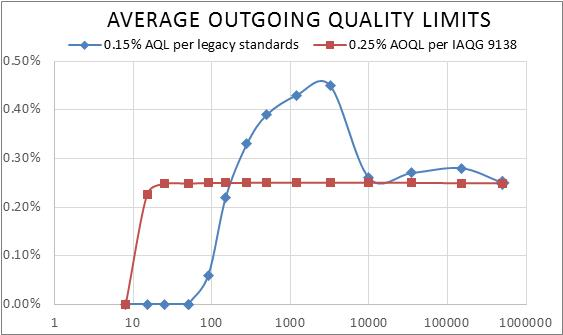 AVERAGE OUTGOING QUALITY LIMITS
0.15% AQL per legacy standards 0.25% AOQL per IAQG 9138
0.50%
0.40%
0.30%
0.20%
0.10%
0.00%
1 10 100 1000 10000 100000 1000000